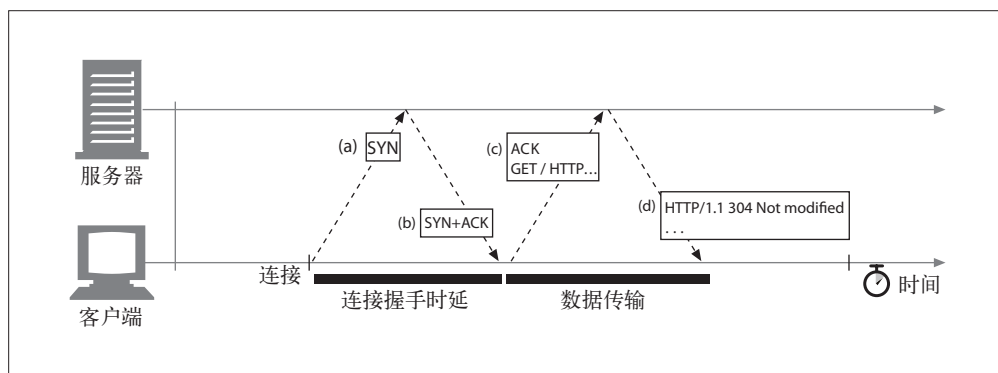 服务器
(a) SYN
(b) SYN+ACK
(c) ACK
GET / HTTP...
(d) HTTP/1.1 304 Not modified
...
客户端
连接
连接握手时延
数据传输
时间